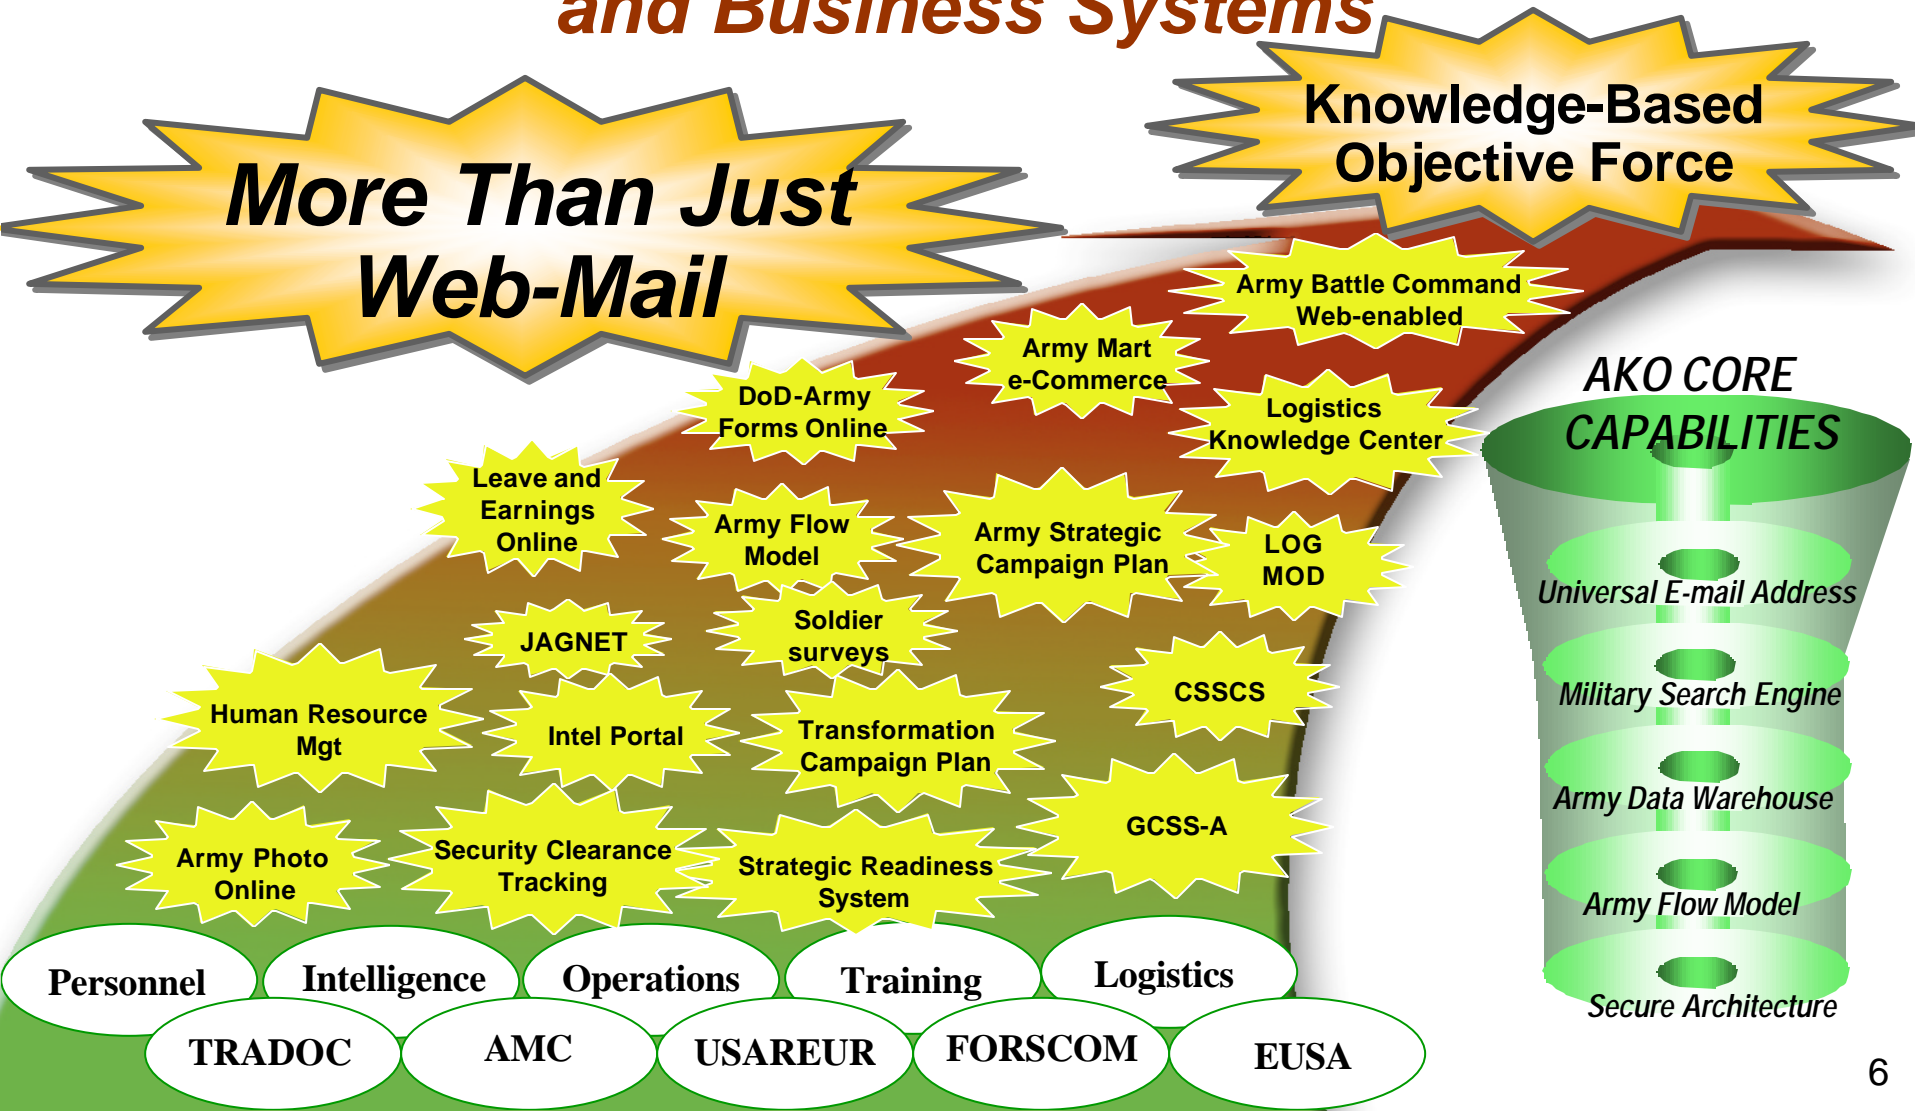 and Business Systems
Knowledge-Based
Objective Force
More Than Just
Web-Mail
Army Battle Command
Web-enabled
Army Mart
e-Commerce
DoD-Army
Forms Online
Logistics
Knowledge Center
Leave and
Earnings
Online
Army Flow
Model
Army Strategic
Campaign Plan
LOG
MOD
JAGNET
Soldier
surveys
CSSCS
Human Resource
Mgt
Intel Portal
Transformation
Campaign Plan
GCSS-A
Army Photo
Online
Security Clearance
Tracking
Strategic Readiness
System
Personnel
Intelligence
Operations
Training
Logistics
TRADOC
AMC
USAREUR
FORSCOM
EUSA
AKO CORE
CAPABILITIES
Universal E-mail Address
Military Search Engine
Army Data Warehouse
Army Flow Model
Secure Architecture
6